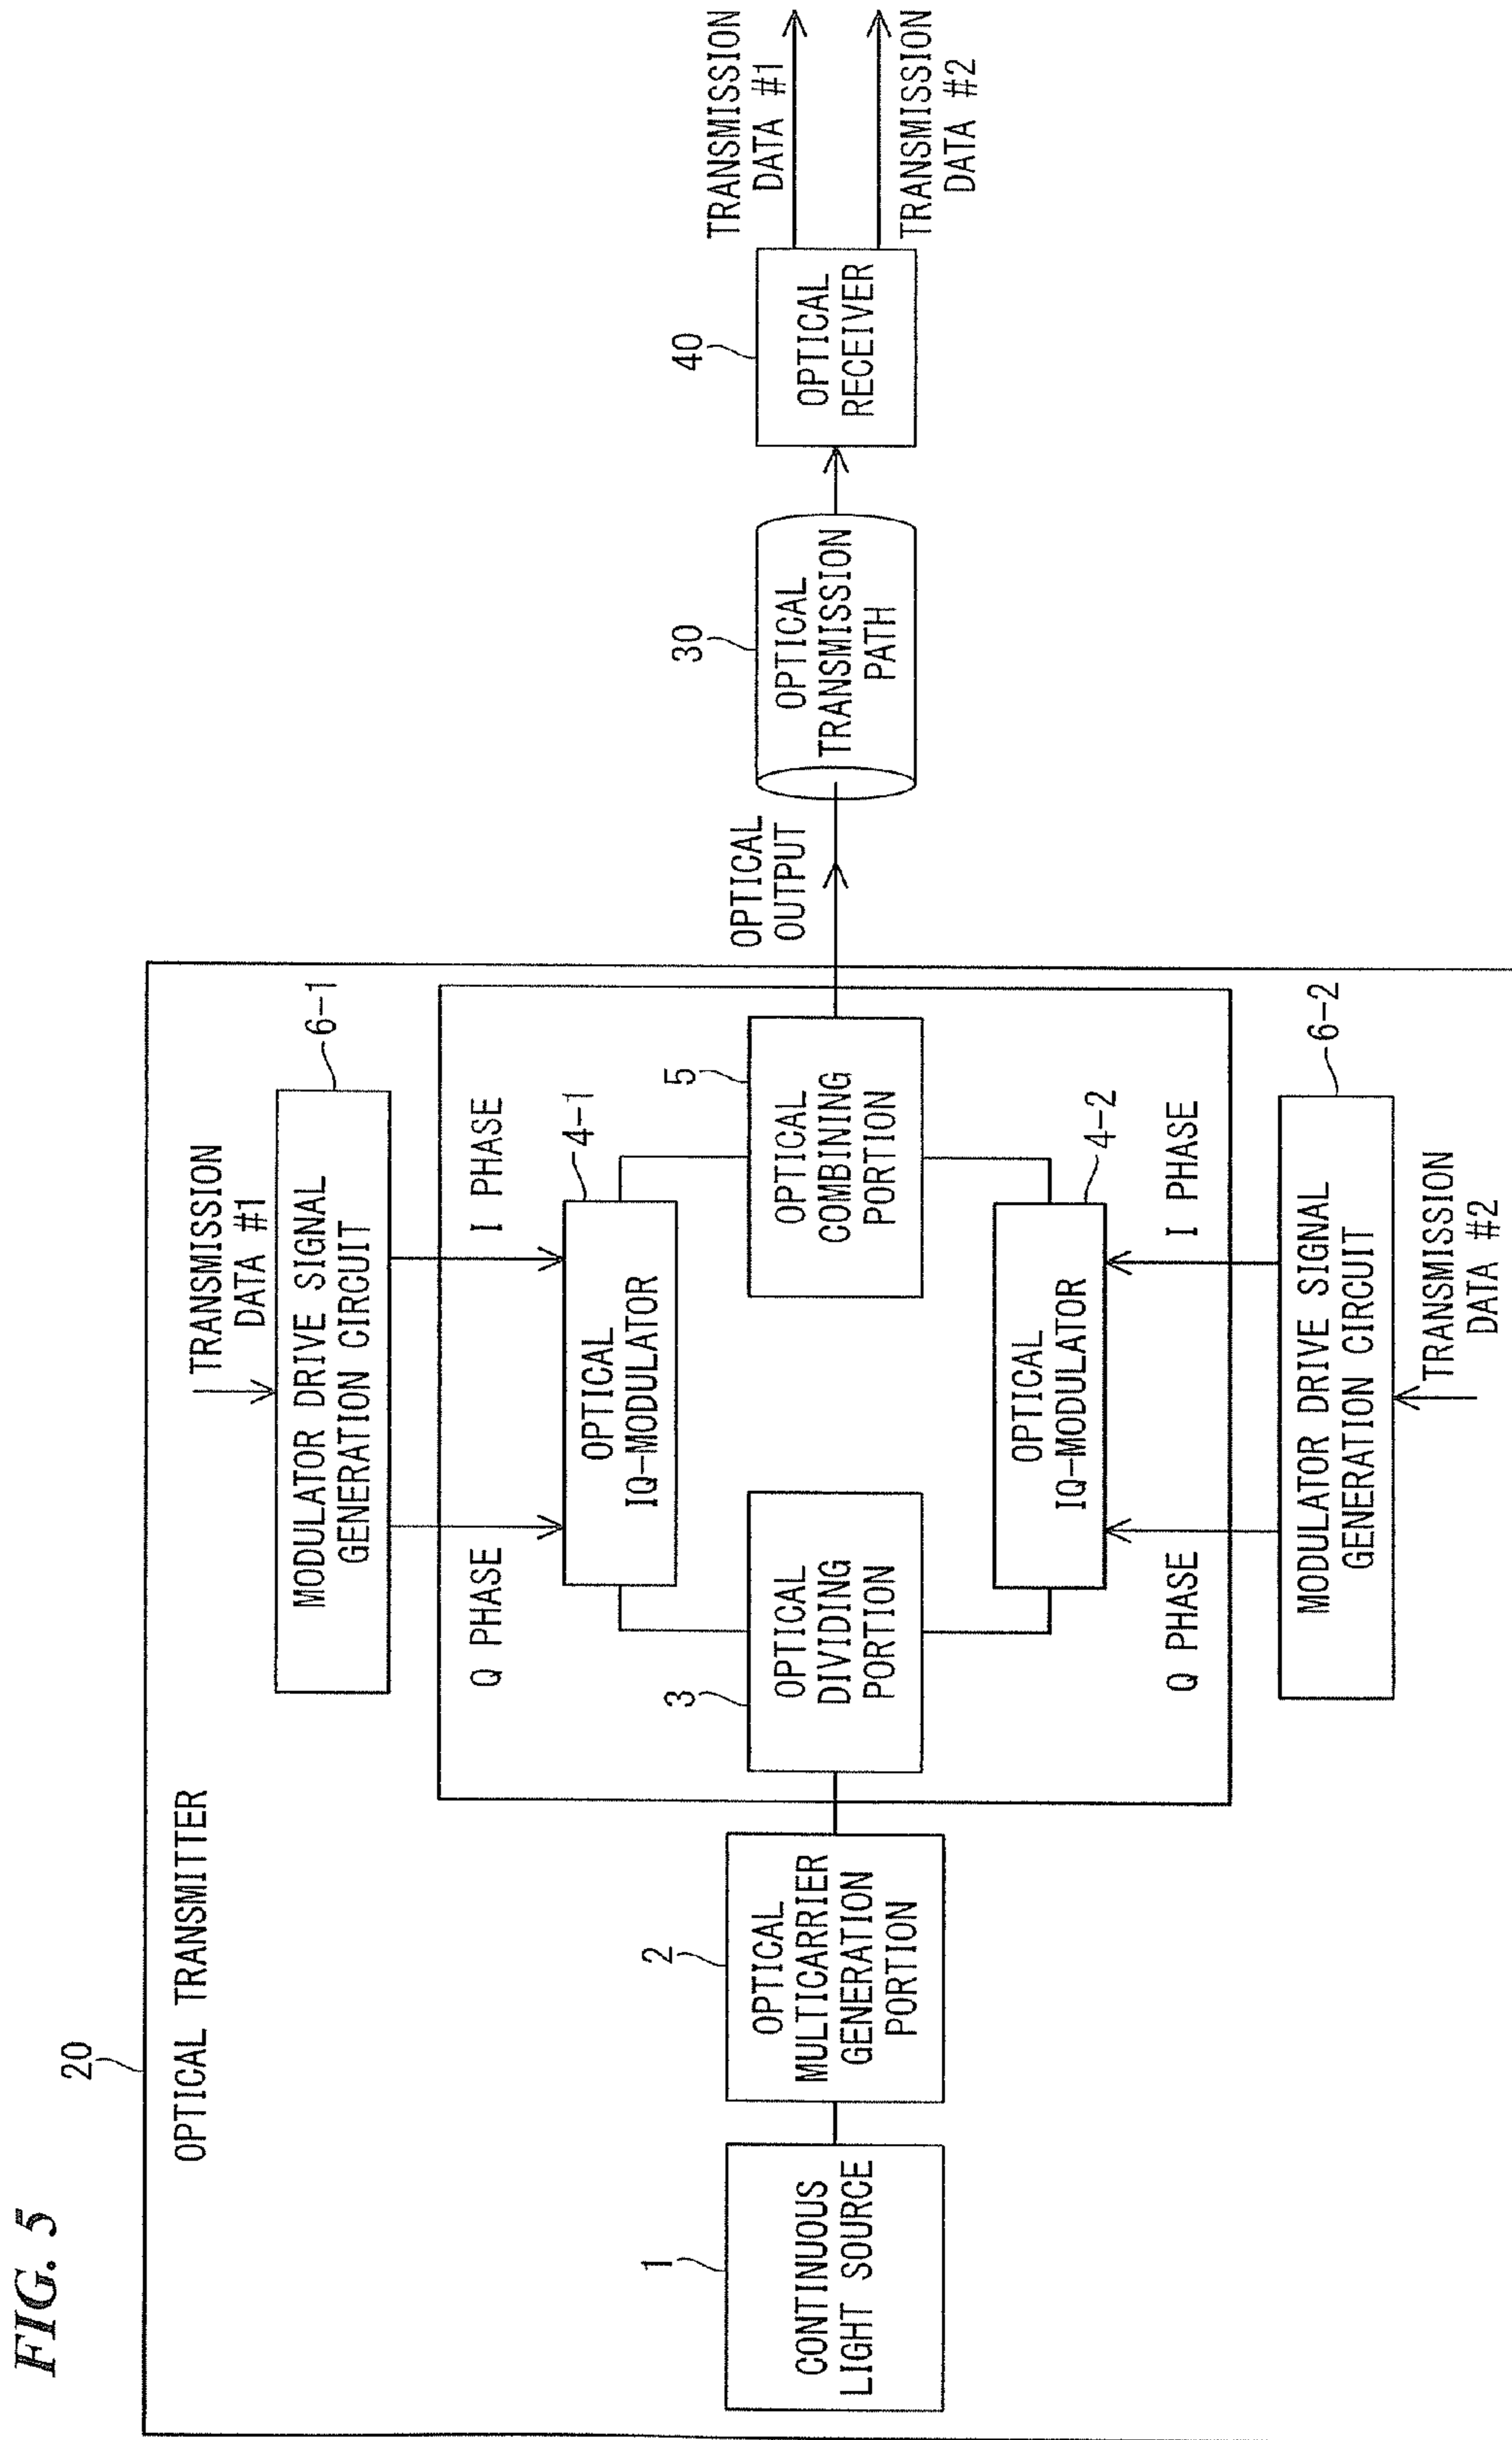 FIG. 5
20
OPTICAL TRANSMITTER
TRANSMISSION
DATA #1
6-1
MODULATOR DRIVE SIGNAL
GENERATION CIRCUIT
Q PHASE
I PHASE
4-1
OPTICAL
IQ-MODULATOR
1
CONTINUOUS
LIGHT SOURCE
2
OPTICAL
MULTICARRIER
GENERATION
PORTION
3
OPTICAL
DIVIDING
PORTION
5
OPTICAL
COMBINING
PORTION
OPTICAL
OUTPUT
30
OPTICAL
TRANSMISSION
PATH
40
OPTICAL
RECEIVER
TRANSMISSION
DATA #1
TRANSMISSION
DATA #2
OPTICAL
IQ-MODULATOR
4-2
Q PHASE
I PHASE
6-2
MODULATOR DRIVE SIGNAL
GENERATION CIRCUIT
TRANSMISSION
DATA #2